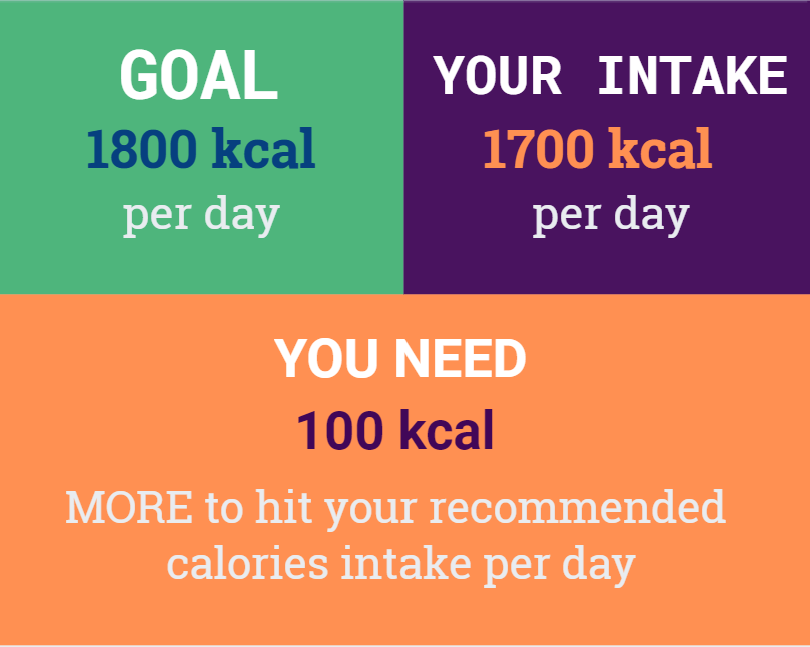 GOAL
1800 kcal
per day
YOUR INTAKE
1700 kcal
per day
YOU NEED
100 kcal
MORE to hit your recommended
calories intake per day